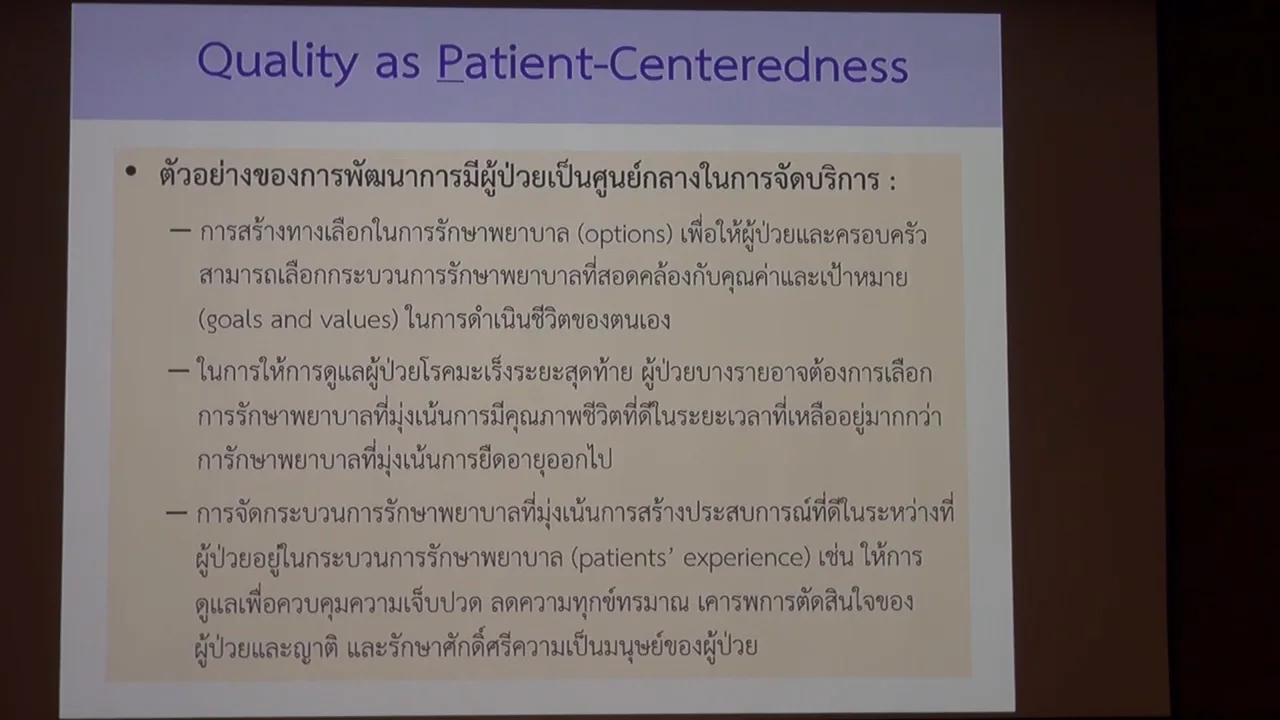 Quality as Patient-Centeredness
• ตัวอย่างของการพัฒนาการมีผู้ป่วยเป็นศูนย์กลางในการจัดบริการ :
– การสร้างทางเลือกในการรักษาพยาบาล (options) เพื่อให้ผู้ป่วยและครอบครัว
สามารถเลือกกระบวนการรักษาพยาบาลที่สอดคล้องกับคุณค่าและเป้าหมาย
(goals and values) ในการดำเนินชีวิตของตนเอง
– ในการให้การดูแลผู้ป่วยโรคมะเร็งระยะสุดท้าย ผู้ป่วยบางรายอาจต้องการเลือก
การรักษาพยาบาลที่มุ่งเน้นการมีคุณภาพชีวิตที่ดีในระยะเวลาที่เหลืออยู่มากกว่า
การักษาพยาบาลที่มุ่งเน้นการยืดอายุออกไป
– การจัดกระบวนการรักษาพยาบาลที่มุ่งเน้นการสร้างประสบการณ์ที่ดีในระหว่างที่
ผู้ป่วยอยู่ในกระบวนการรักษาพยาบาล (patients’ experience) เช่น ให้การ
ดูแลเพื่อควบคุมความเจ็บปวด ลดความทุกข์ทรมาณ เคารพการตัดสินใจของ
ผู้ป่วยและญาติ และรักษาศักดิ์ศรีความเป็นมนุษย์ของผู้ป่วย